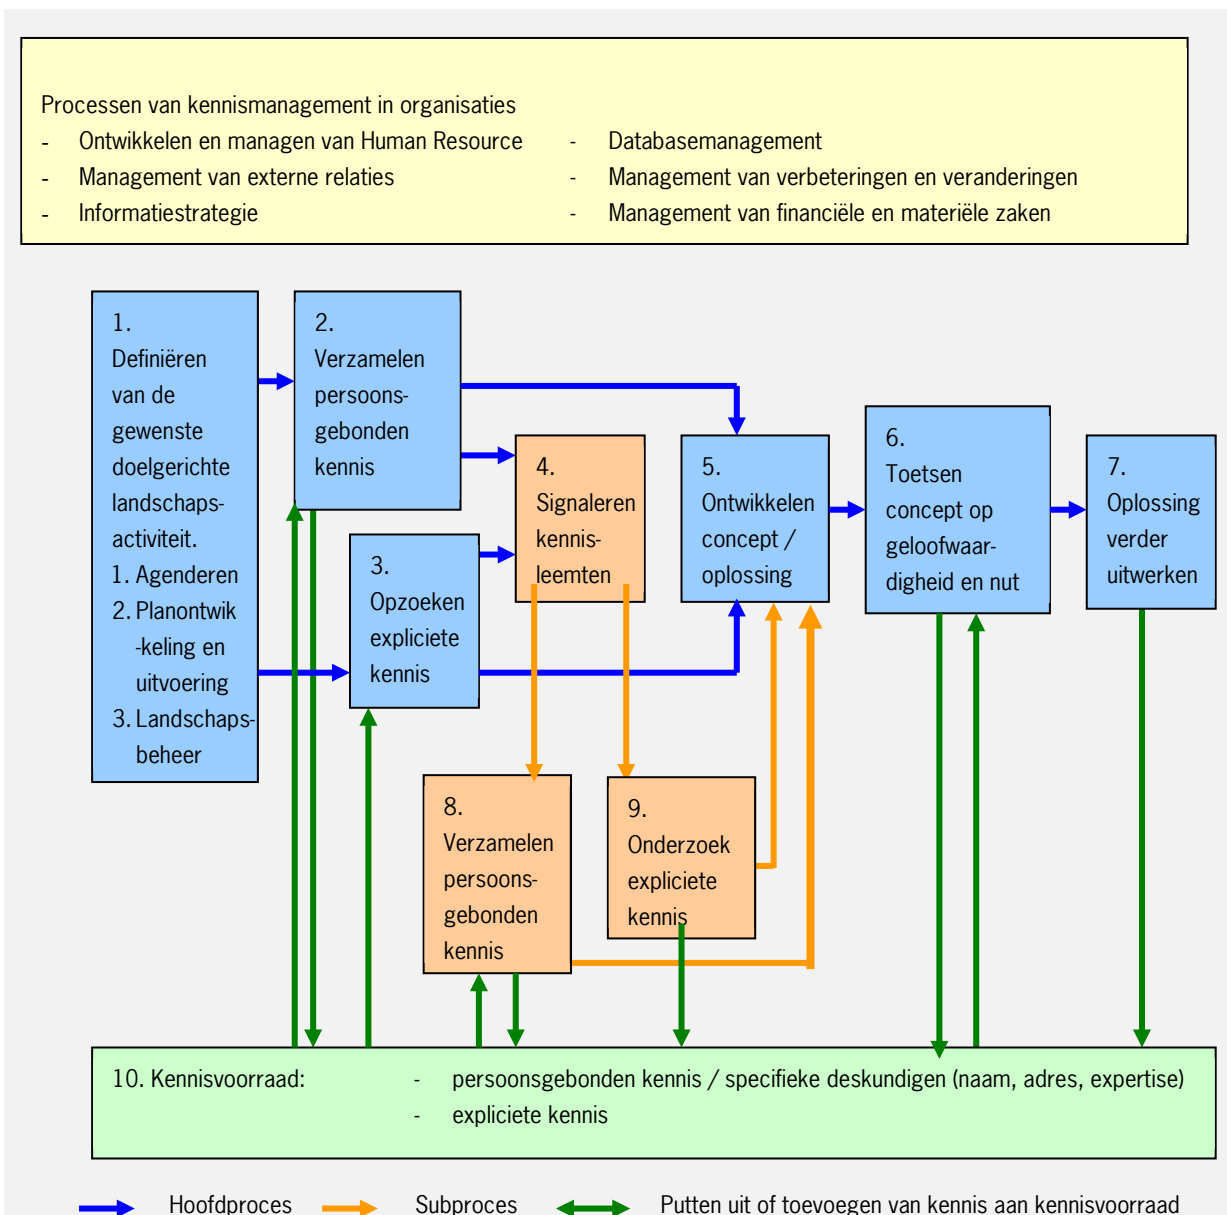 Processen van kennismanagement in organisaties
- Ontwikkelen en managen van Human Resource
- Management van externe relaties
- Informatiestrategie
- Databasemanagement
- Management van verbeteringen en veranderingen
- Management van financiële en materiële zaken
1.
Definiëren
van de
gewenste
doelgerichte
landschaps-
activiteit.
1. Agenderen
2. Planontwik
-keling en
uitvoering
3. Landschaps-
beheer
2.
Verzamelen
persoons-
gebonden
kennis
3.
Opzoeken
expliciete
kennis
4.
Signaleren
kennis-
leemten
5.
Ontwikkelen
concept /
oplossing
6.
Toetsen
concept op
geloofwaar-
digheid en nut
7.
Oplossing
verder
uitwerken
8.
Verzamelen
persoons-
gebonden
kennis
9.
Onderzoek
expliciete
kennis
10. Kennisvoorraad:
- persoonsgebonden kennis / specifieke deskundigen (naam, adres, expertise)
- expliciete kennis
Hoofdproces
Subproces
Putten uit of toevoegen van kennis aan kennisvoorraad